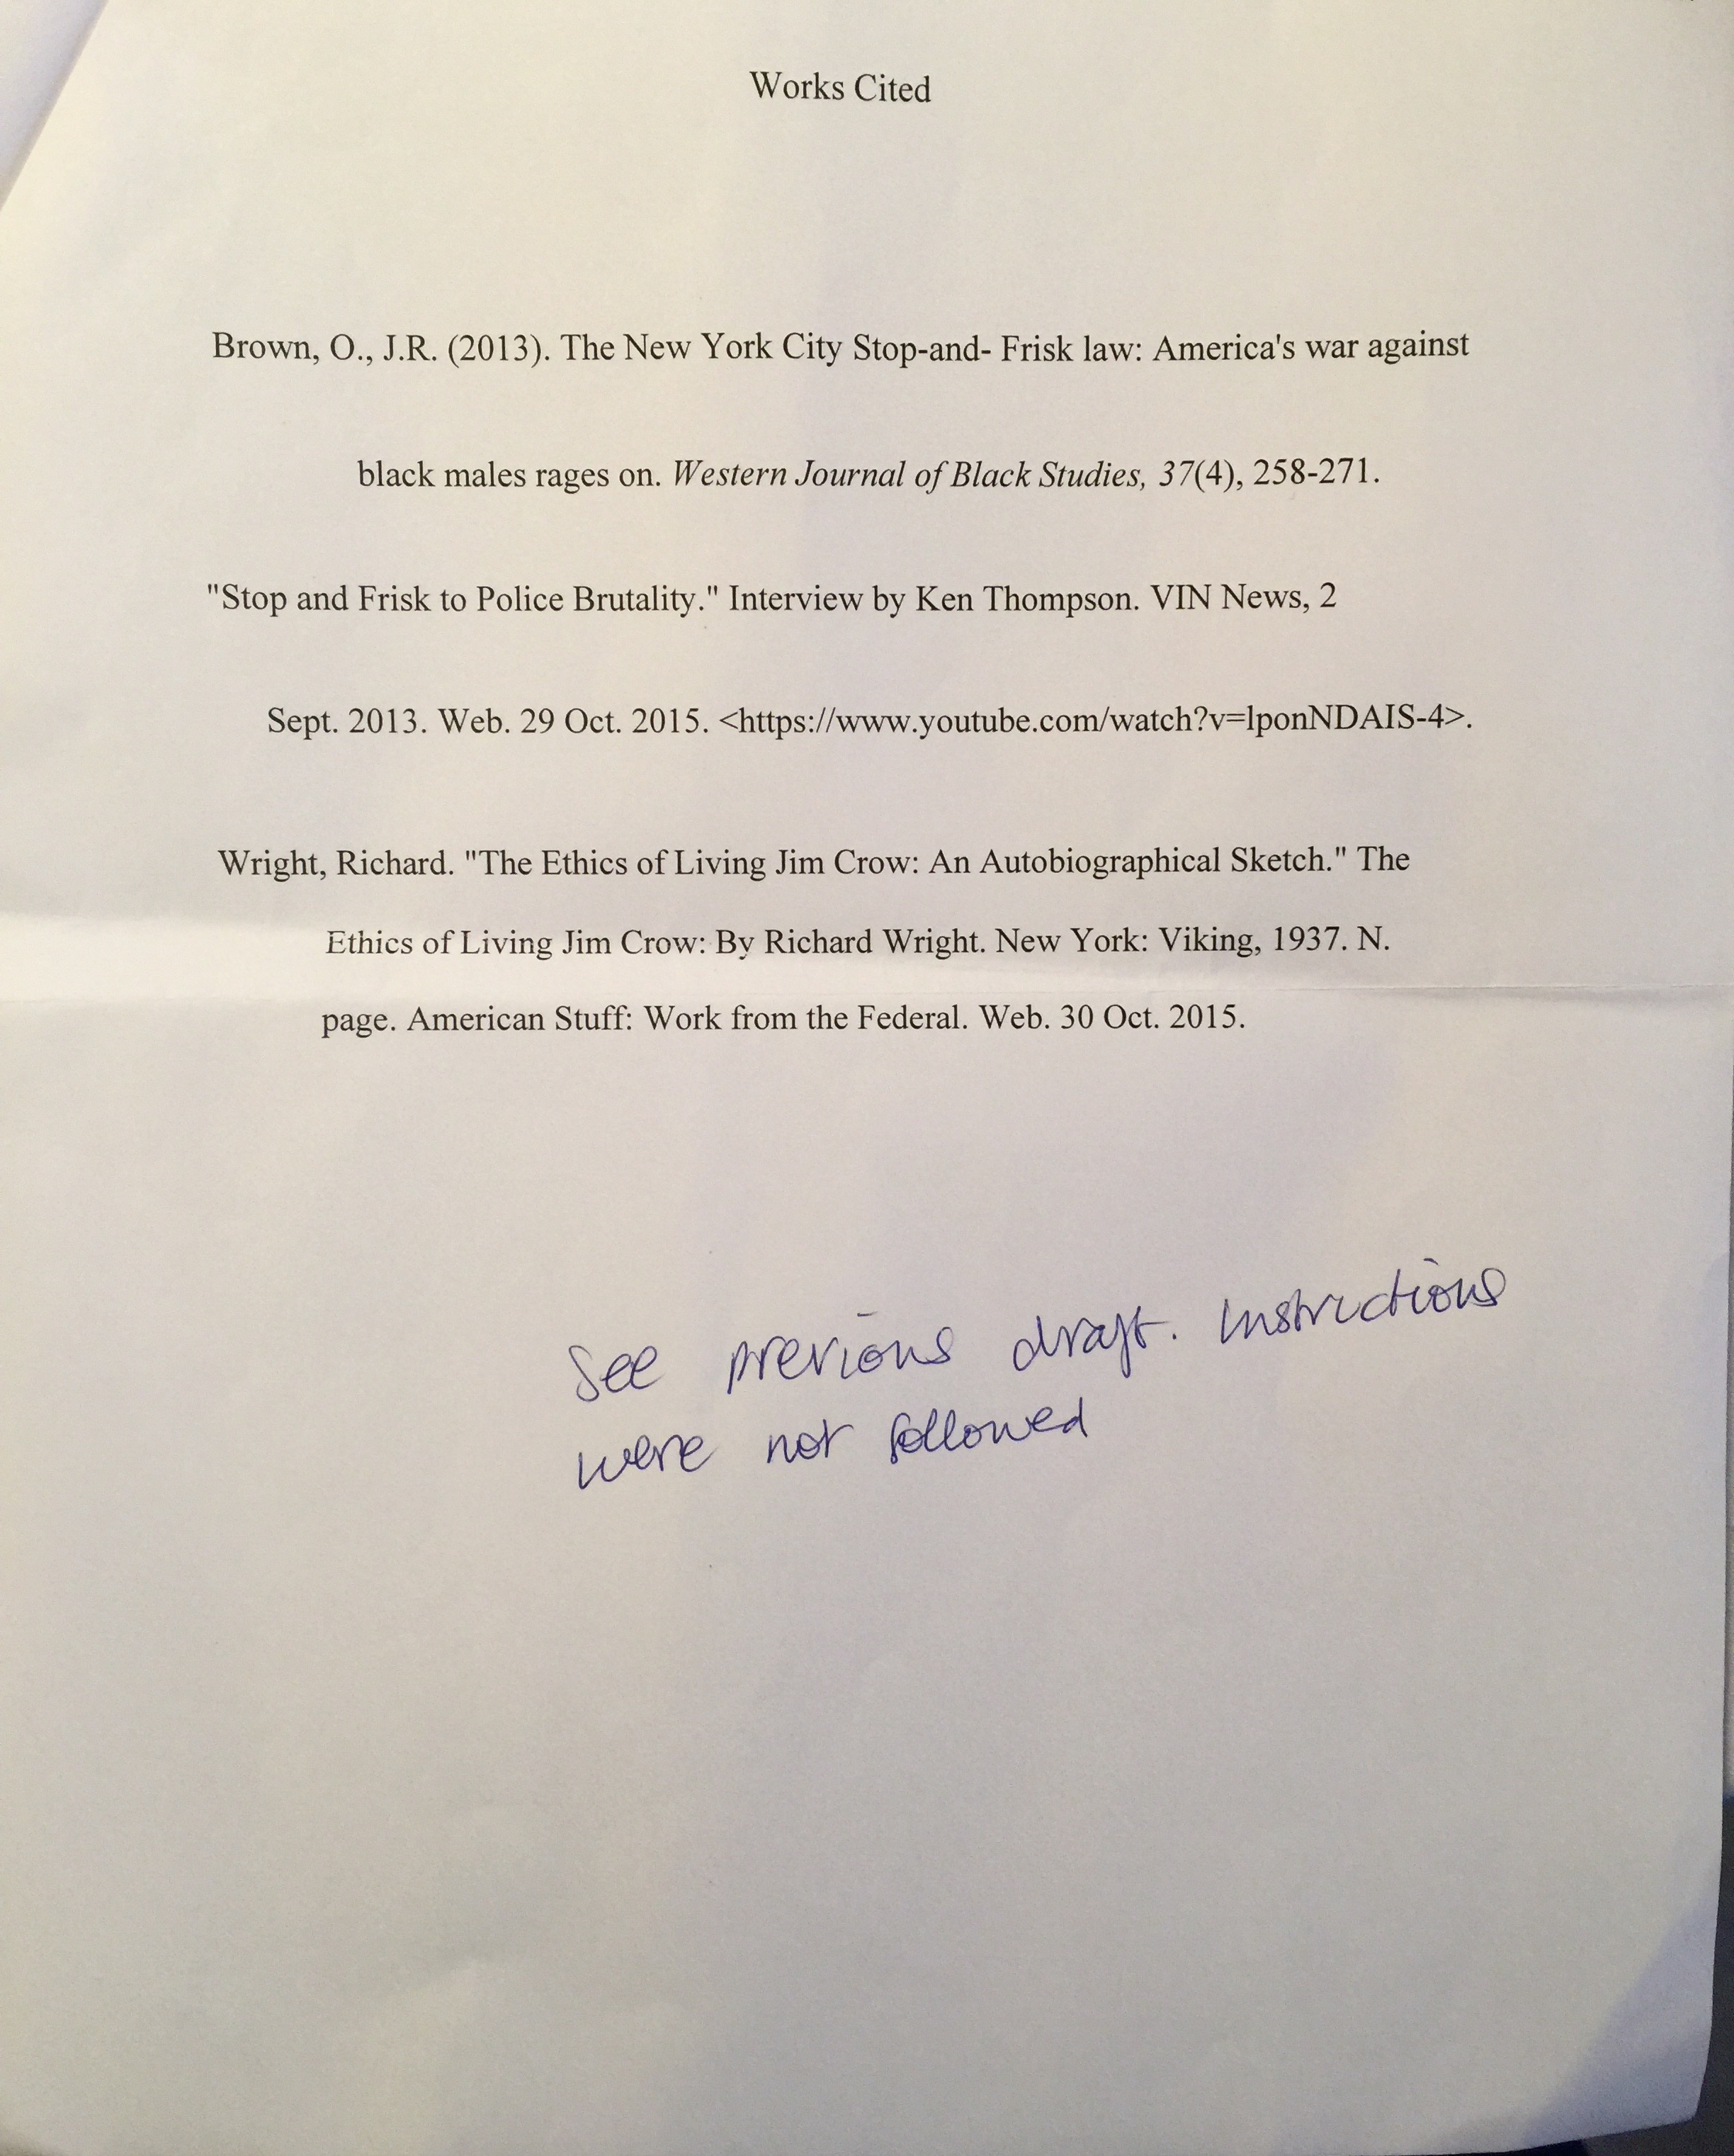 Works Cited
Brown, O., J.R. (2013). The New York City Stop-and- Frisk law: America's war against
black males rages on. Western Journal of Black Studies, 37(4), 258-271.
"Stop and Frisk to Police Brutality." Interview by Ken Thompson. VIN News, 2
Sept. 2013. Web. 29 Oct. 2015. <https://www.youtube.com/watch?v=lponNDAIS-4>.
Wright, Richard. "The Ethics of Living Jim Crow: An Autobiographical Sketch." The
Ethics of Living Jim Crow: By Richard Wright. New York: Viking, 1937. N.
page. American Stuff: Work from the Federal. Web. 30 Oct. 2015.
See previous draft. Instructions
were not followed